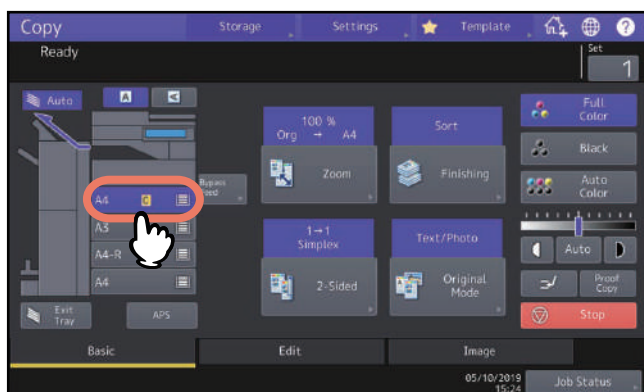 Copy
Storage
Settings
Template
?
Ready
Set
1
Auto
A
A
100 %
Org → A4
Zoom
Sort
Finishing
Full
Color
Black
Auto
Color
Bypass
Feed
A4
C
A3
A4-R
A4
1→1
Simplex
2-Sided
Text/Photo
Original
Mode
Auto
Proof
Copy
Stop
Exit
Tray
APS
Basic
Edit
Image
05/10/2019
15:24
Job Status